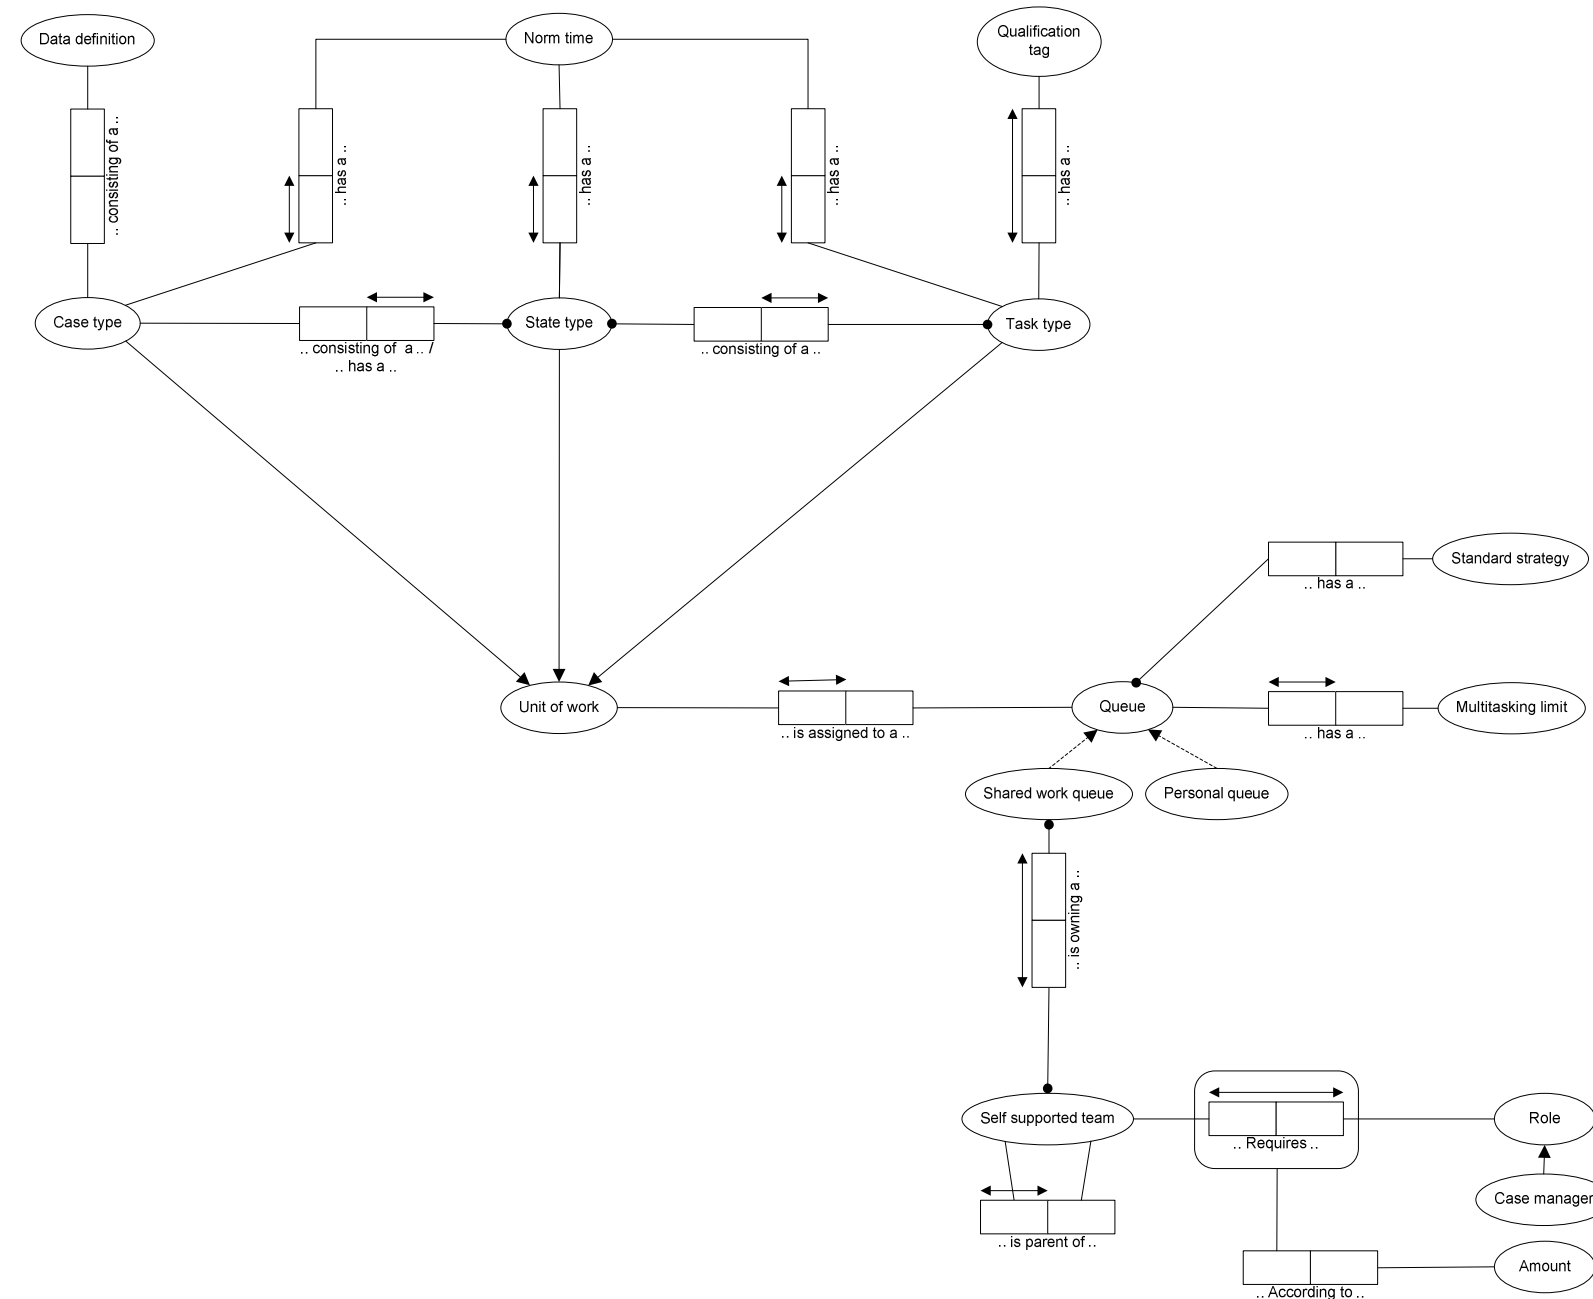 Data definition
Norm time
Qualification
tag
.. consisting of a ..
.. has a ..
.. has a ..
.. has a ..
.. has a ..
Case type
State type
Task type
.. consisting of  a .. /
.. has a ..
.. consisting of a ..
Standard strategy
.. has a ..
Unit of work
.. is assigned to a ..
Queue
Multitasking limit
.. has a ..
Shared work queue
Personal queue
.. is owning a ..
Self supported team
.. Requires ..
Role
.. is parent of ..
Case manager
Amount
.. According to ..